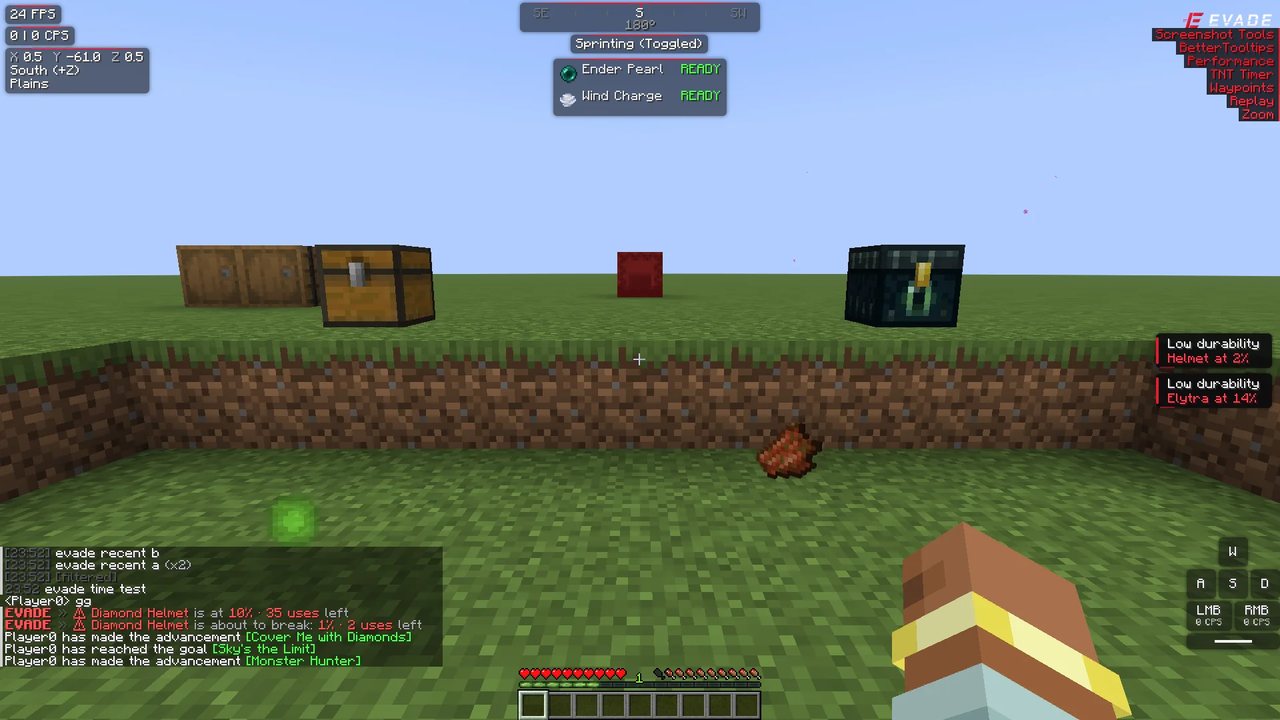 24 FPS
0 | 0 CPS
X 0.5 Y -61.0 Z 0.5
South (+Z)
Plains
SE S SW
180°
Sprinting (Toggled)
Ender Pearl READY
Wind Charge READY
EVADE
Screenshot Tools
BetterTooltips
Performance
TNT Timer
Waypoints
Replay
Zoom
Low durability
Helmet at 2%
Low durability
Elytra at 14%
[23:52] evade recent b
[23:52] evade recent a (x2)
[23:52] [filtered]
23:52 evade time test
<Player0> gg
EVADE » ⚠ Diamond Helmet is at 10% · 35 uses left
EVADE » ⚠ Diamond Helmet is about to break: 1% · 2 uses left
Player0 has made the advancement [Cover Me with Diamonds]
Player0 has reached the goal [Sky's the Limit]
Player0 has made the advancement [Monster Hunter]
1
W
A S D
LMB RMB
0 CPS 0 CPS